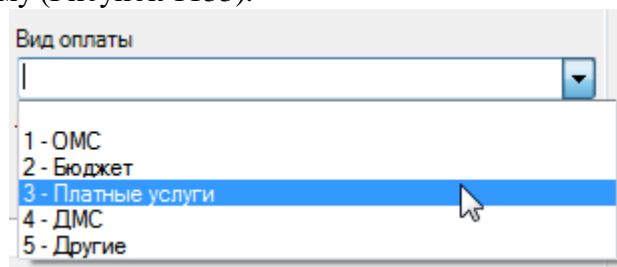 Вид оплаты
1 - ОМС
2 - Бюджет
3 - Платные услуги
4 - ДМС
5 - Другие